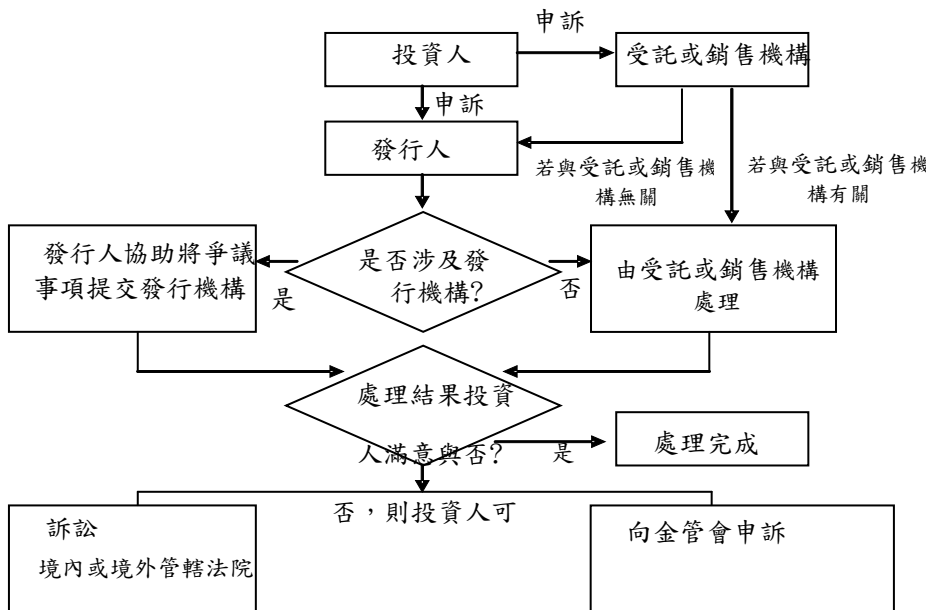 申訴
投資人
受託或銷售機構
申訴
發行人
若與受託或銷售機
構無關
若與受託或銷售機
構有關
發行人協助將爭議
事項提交發行機構
是否涉及發
行機構?
是
否
由受託或銷售機構
處理
處理結果投資
人滿意與否?
是
處理完成
否，則投資人可
訴訟
境內或境外管轄法院
向金管會申訴